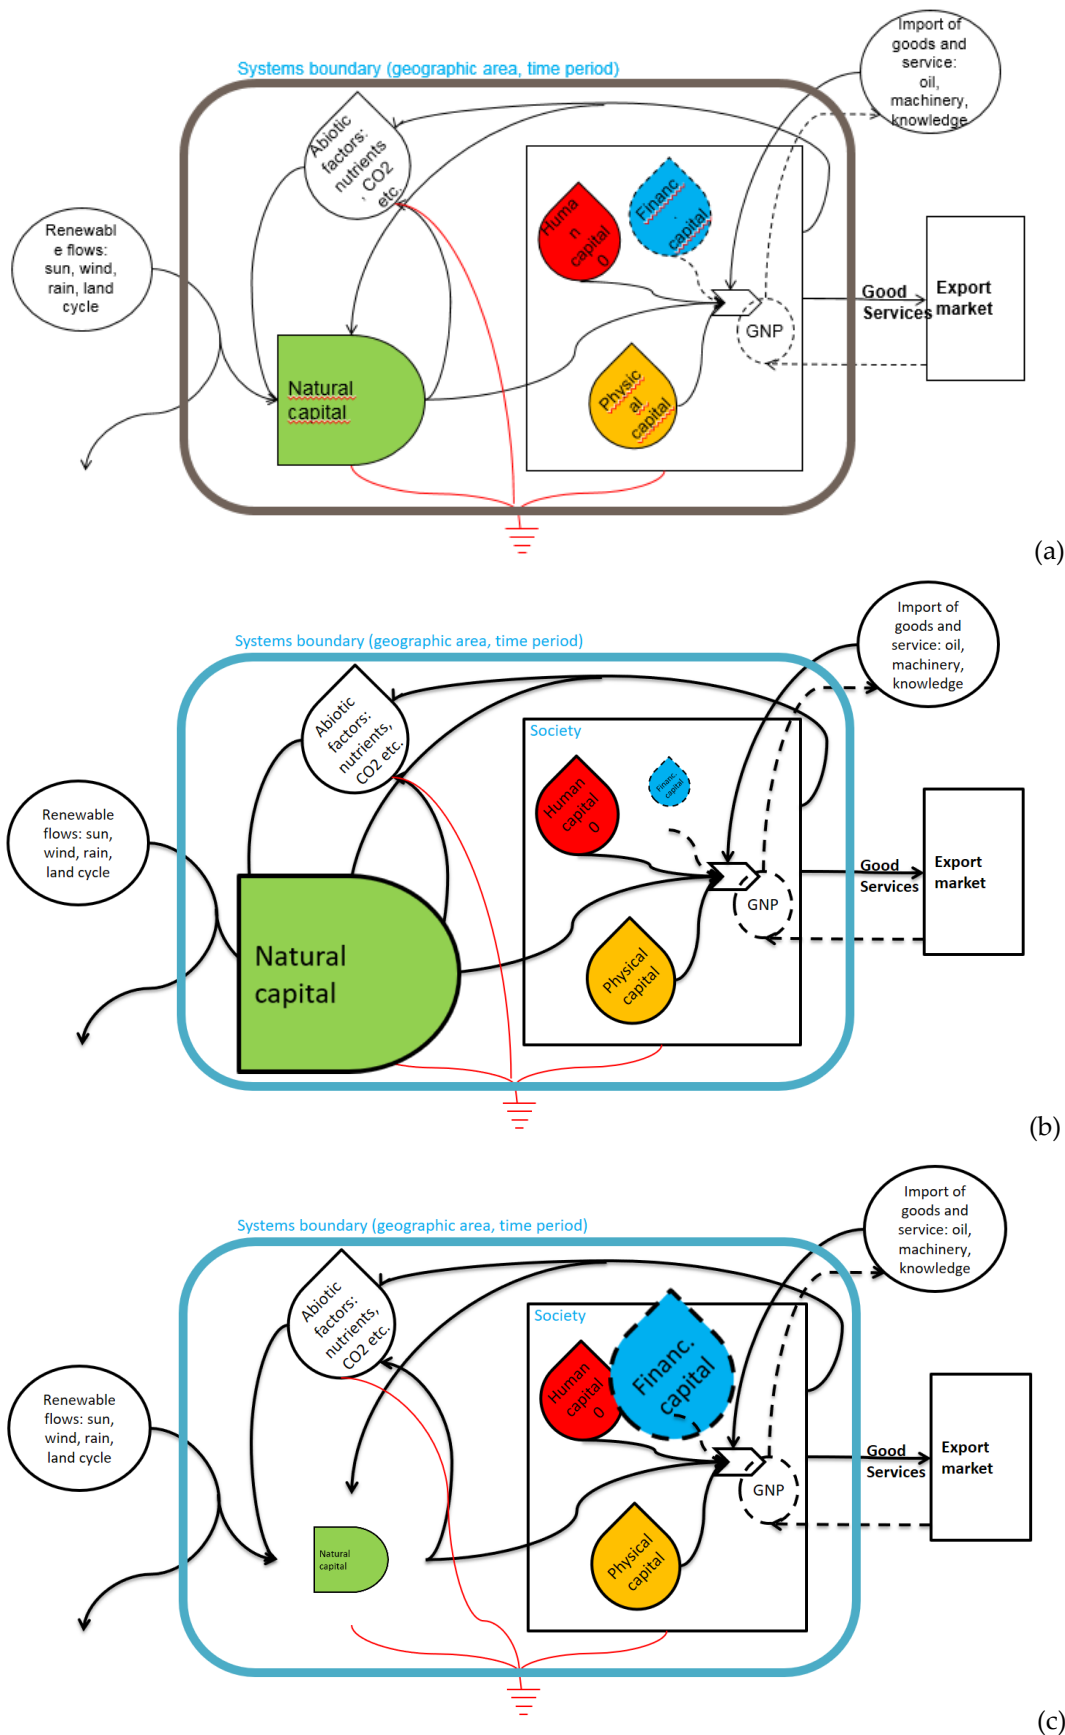 Import of
goods and
service:
oil,
machinery,
knowledge
Systems boundary (geographic area, time period)
Abiotic
factors:
nutrients
, CO2
etc.
Renewabl
e flows:
sun, wind,
rain, land
cycle
Huma
n
capital
0
Financ
.
capital
Natural
capital
Physic
al
capital
GNP
Good
Services
Export
market
(a)
Import of
goods and
service: oil,
machinery,
knowledge
Systems boundary (geographic area, time period)
Abiotic
factors:
nutrients,
CO2 etc.
Society
Human
capital
0
Financ.
capital
Renewable
flows: sun,
wind, rain,
land cycle
Natural
capital
Physical
capital
GNP
Good
Services
Export
market
(b)
Import of
goods and
service: oil,
machinery,
knowledge
Systems boundary (geographic area, time period)
Abiotic
factors:
nutrients,
CO2 etc.
Society
Human
capital
0
Financ.
capital
Renewable
flows: sun,
wind, rain,
land cycle
Natural
capital
Physical
capital
GNP
Good
Services
Export
market
(c)